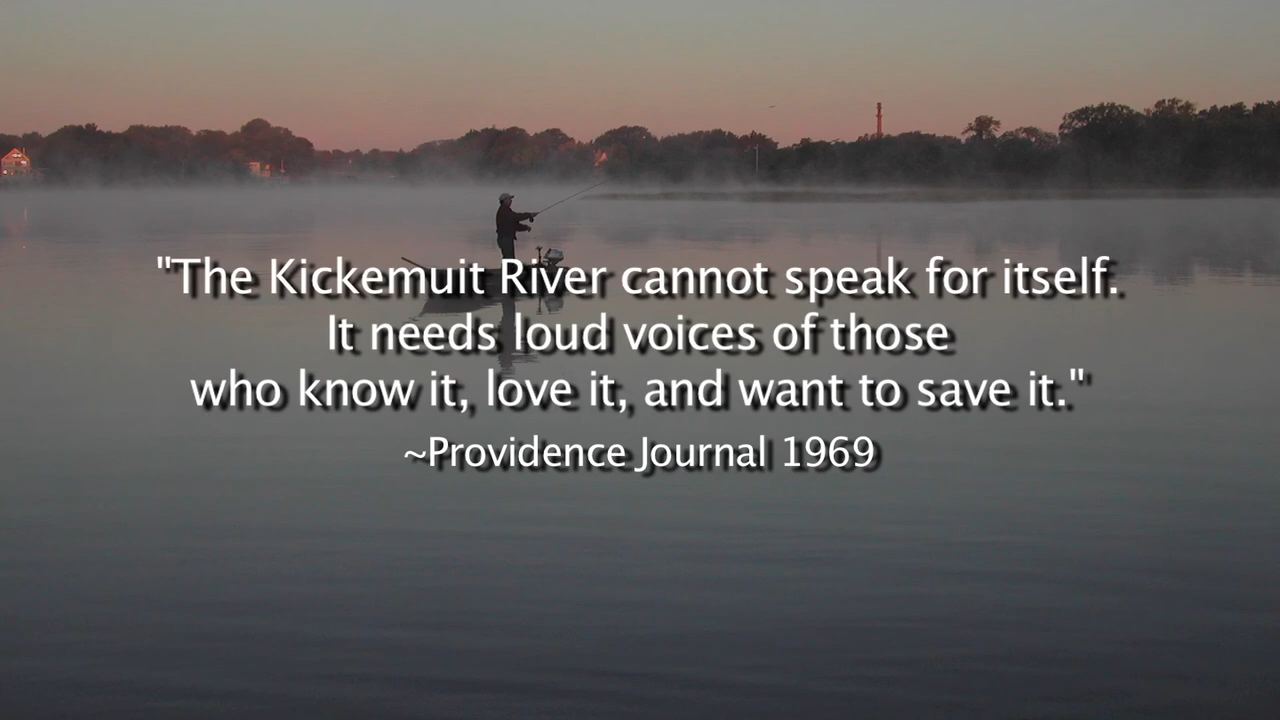 "The Kickemuit River cannot speak for itself.
It needs loud voices of those
who know it, love it, and want to save it."
~Providence Journal 1969